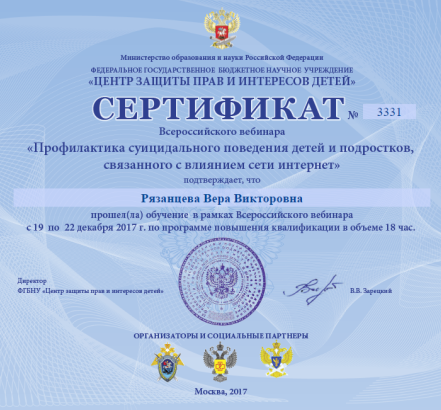 Министерство образования и науки Российской Федерации
ФЕДЕРАЛЬНОЕ ГОСУДАРСТВЕННОЕ БЮДЖЕТНОЕ НАУЧНОЕ УЧРЕЖДЕНИЕ
«ЦЕНТР ЗАЩИТЫ ПРАВ И ИНТЕРЕСОВ ДЕТЕЙ»
СЕРТИФИКАТ № 3331
Всероссийского вебинара
«Профилактика суицидального поведения детей и подростков,
связанного с влиянием сети интернет»
подтверждает, что
Рязанцева Вера Викторовна
прошел(ла) обучение в рамках Всероссийского вебинара
с 19 по 22 декабря 2017 г. по программе повышения квалификации в объеме 18 час.
Директор
ФГБНУ «Центр защиты прав и интересов детей»
В.В. Зарецкий
ОРГАНИЗАТОРЫ И СОЦИАЛЬНЫЕ ПАРТНЕРЫ
Москва, 2017